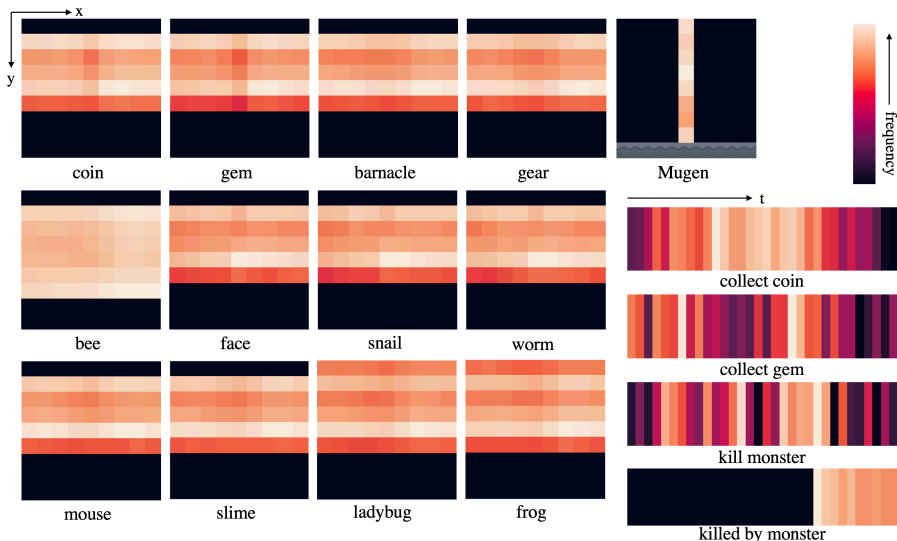 x
y
coin
gem
barnacle
gear
Mugen
frequency
t
collect coin
bee
face
snail
worm
collect gem
kill monster
mouse
slime
ladybug
frog
killed by monster